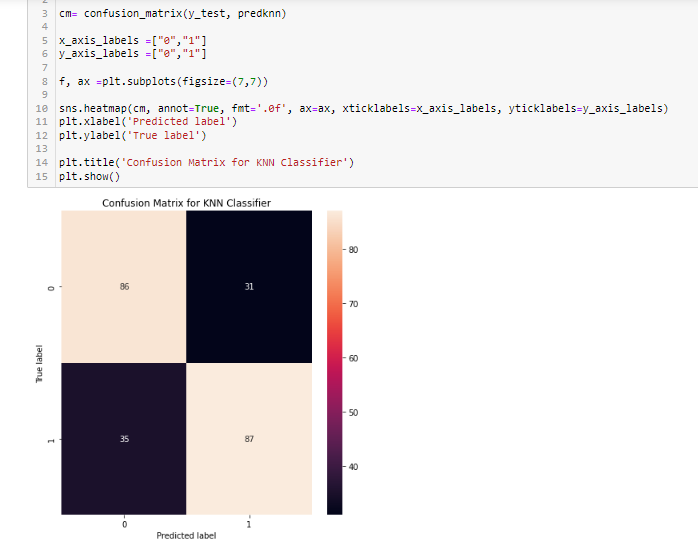 3 cm= confusion_matrix(y_test, predknn)
4
5 x_axis_labels =["0","1"]
6 y_axis_labels =["0","1"]
7
8 f, ax =plt.subplots(figsize=(7,7))
9
10 sns.heatmap(cm, annot=True, fmt='.0f', ax=ax, xticklabels=x_axis_labels, yticklabels=y_axis_labels)
11 plt.xlabel('Predicted label')
12 plt.ylabel('True label')
13
14 plt.title('Confusion Matrix for KNN Classifier')
15 plt.show()
Confusion Matrix for KNN Classifier
80
0
86 31
70
60
True label
50
1
35 87
40
0 1
Predicted label